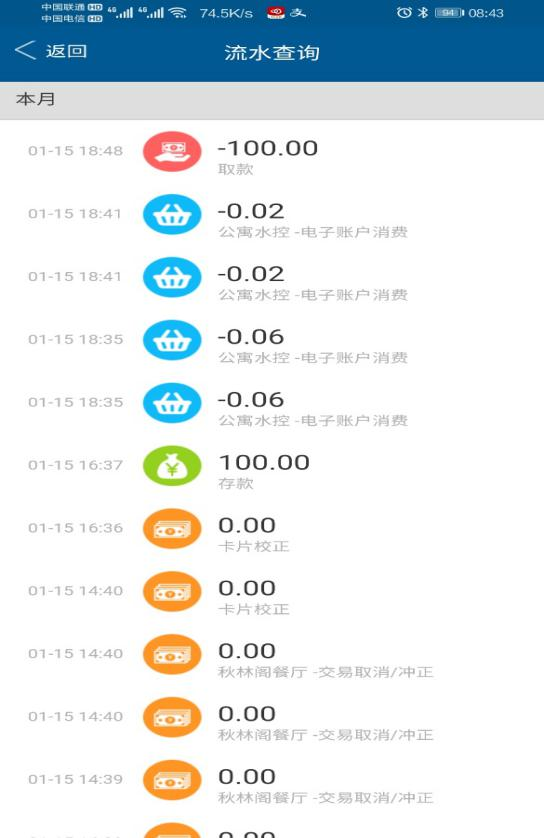 中国联通 HD 4G 4G 74.5K/s 94 08:43
中国电信 HD
返回 流水查询
本月
01-15 18:48 -100.00
取款
01-15 18:41 -0.02
公寓水控 -电子账户消费
01-15 18:41 -0.02
公寓水控 -电子账户消费
01-15 18:35 -0.06
公寓水控 -电子账户消费
01-15 18:35 -0.06
公寓水控 -电子账户消费
01-15 16:37 100.00
存款
01-15 16:36 0.00
卡片校正
01-15 14:40 0.00
卡片校正
01-15 14:40 0.00
秋林阁餐厅 -交易取消/冲正
01-15 14:40 0.00
秋林阁餐厅 -交易取消/冲正
01-15 14:39 0.00
秋林阁餐厅 -交易取消/冲正